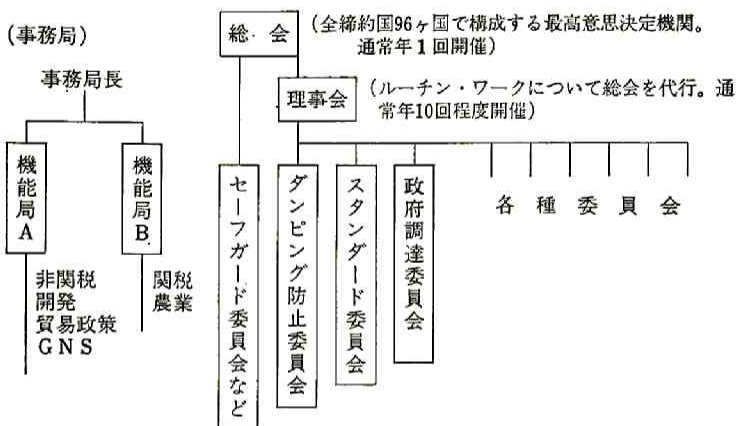 (事務局)
事務局長
機能局A
機能局B
非関税
開発
貿易政策
GNS
関税
農業
総会
(全締約国96ヶ国で構成する最高意思決定機関。
通常年1回開催)
理事会
(ルーチン・ワークについて総会を代行。通
常年10回程度開催)
セーフガード委員会など
ダンピング防止委員会
スタンダード委員会
政府調達委員会
各種委員会